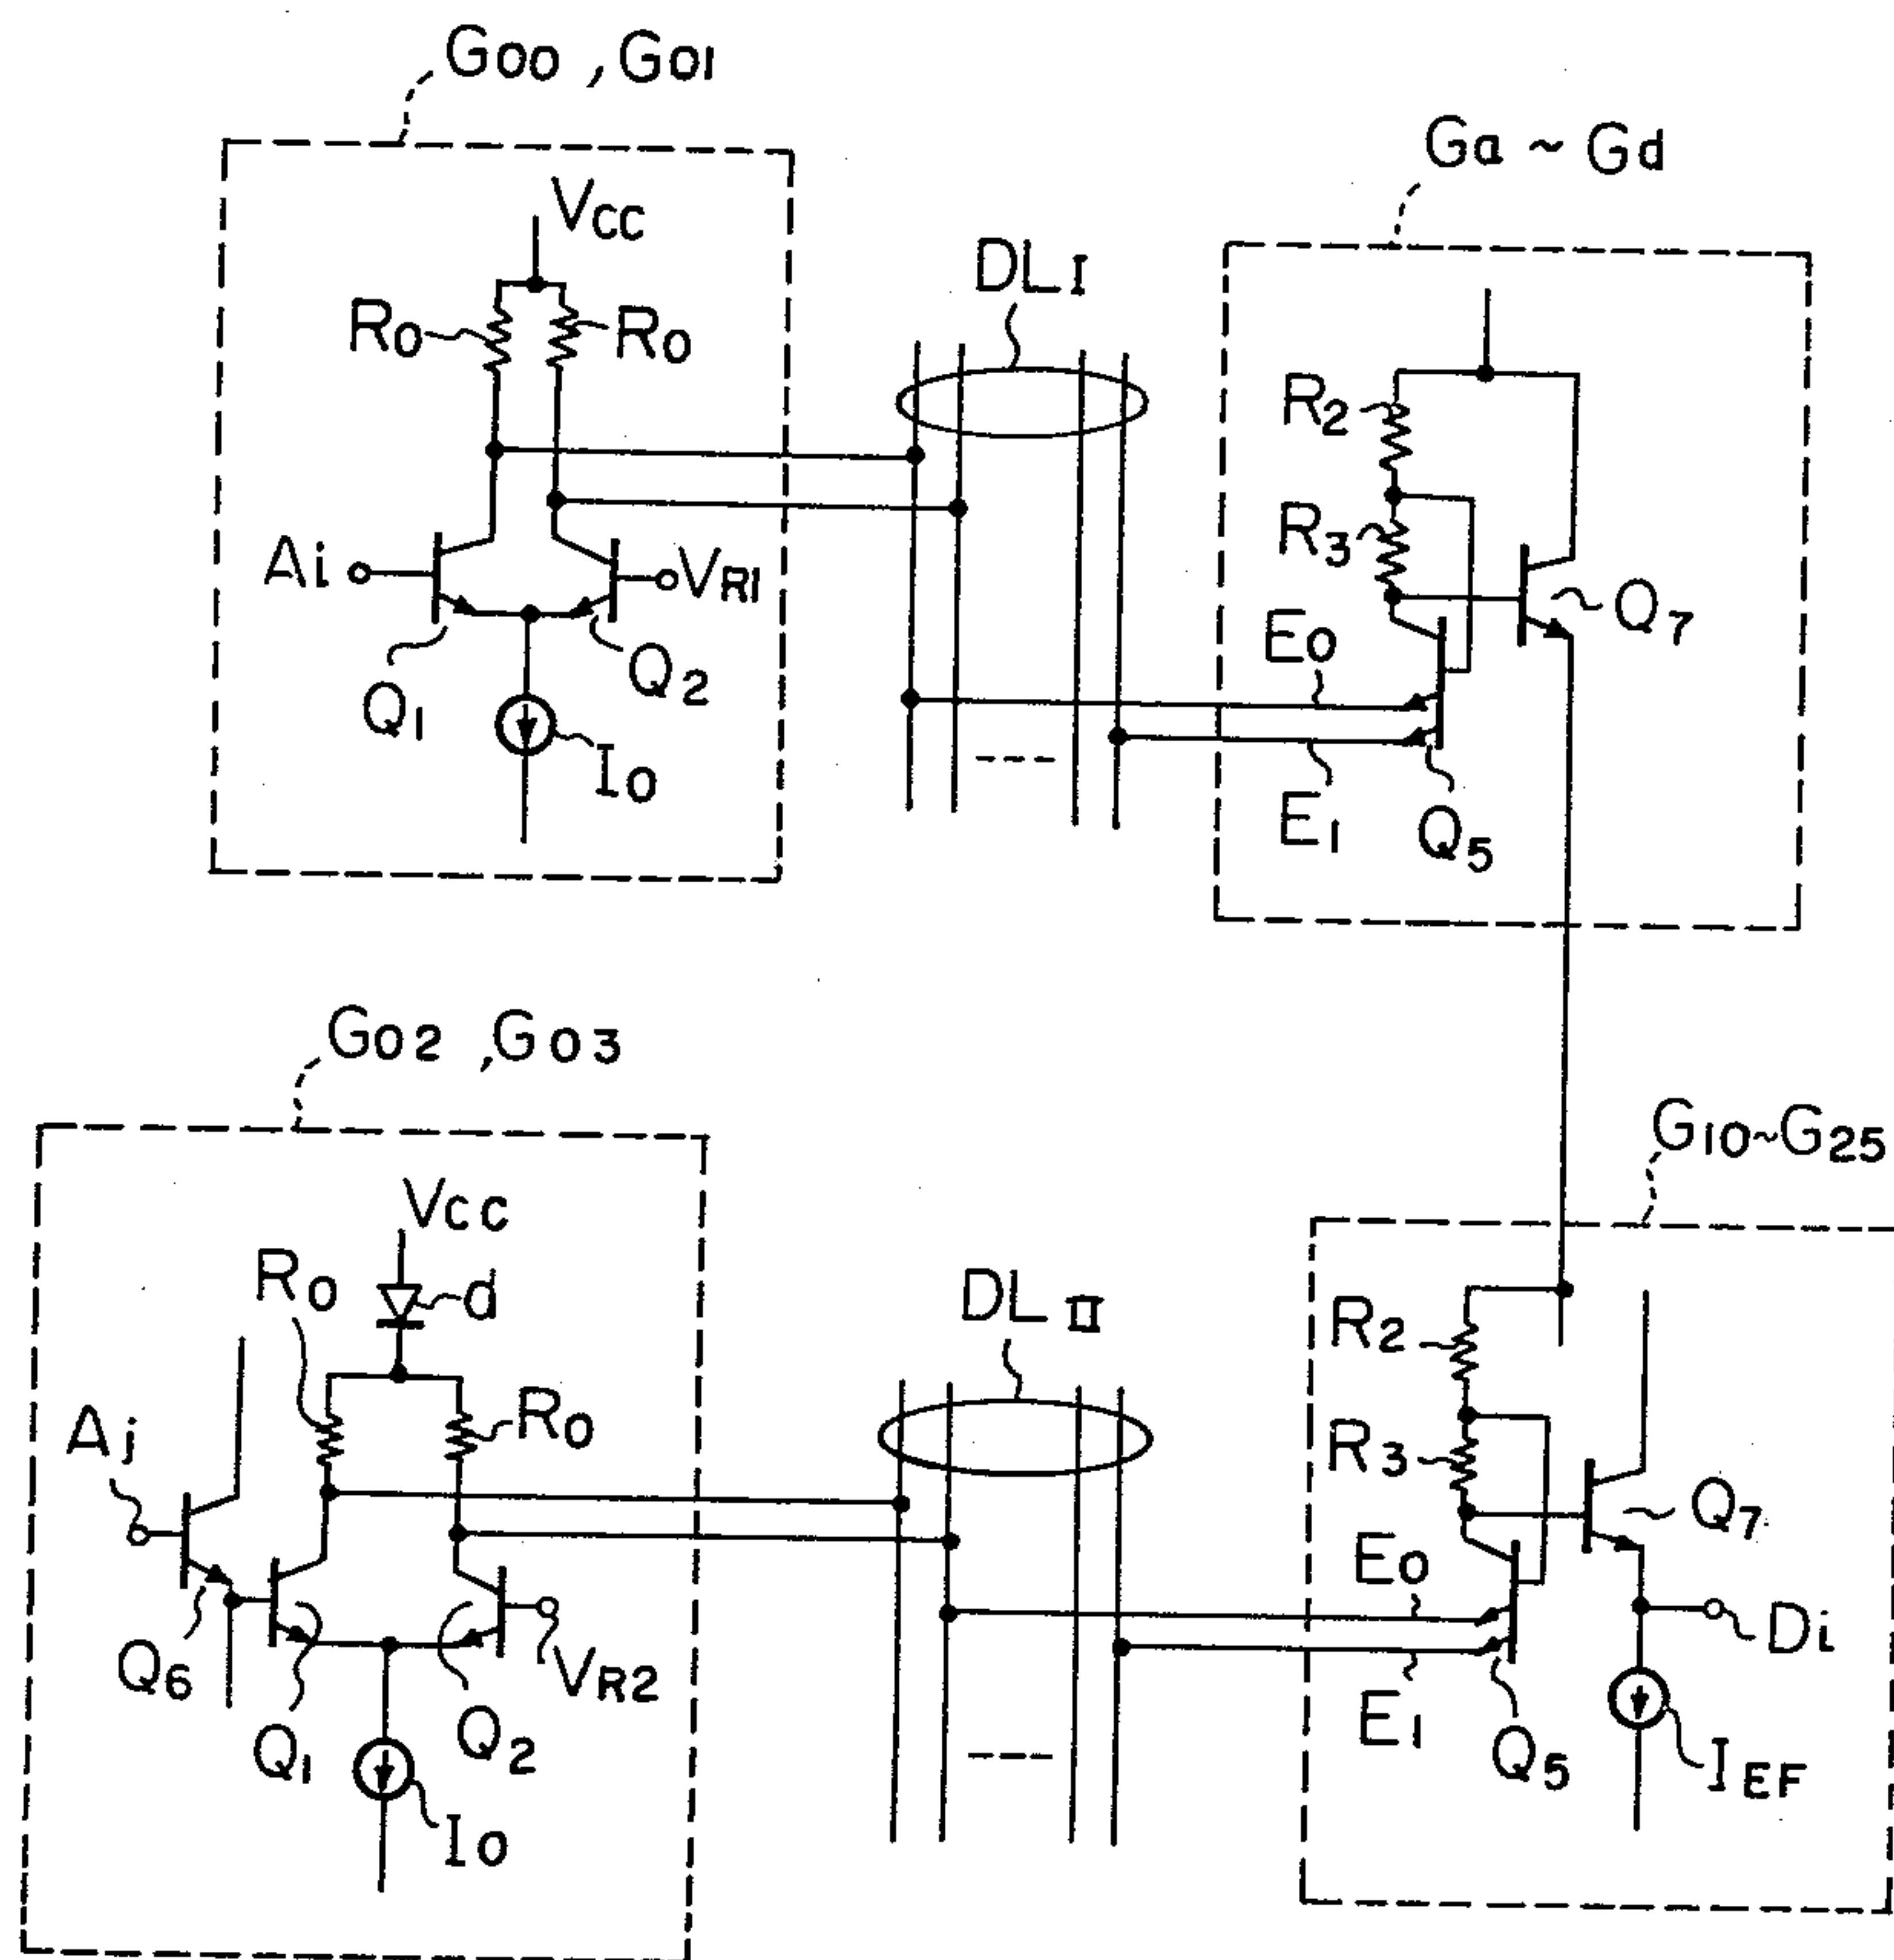 G00 , G01
Ga ~ Gd
VCC
DLI
R0
R0
R2
R3
Ai
VR1
Q7
E0
Q1
Q2
I0
E1
Q5
G02 , G03
G10~G25
VCC
R0
d
DLII
R2
Aj
R0
R3
Q7
E0
Di
Q6
VR2
Q1
Q2
E1
Q5
IEF
I0